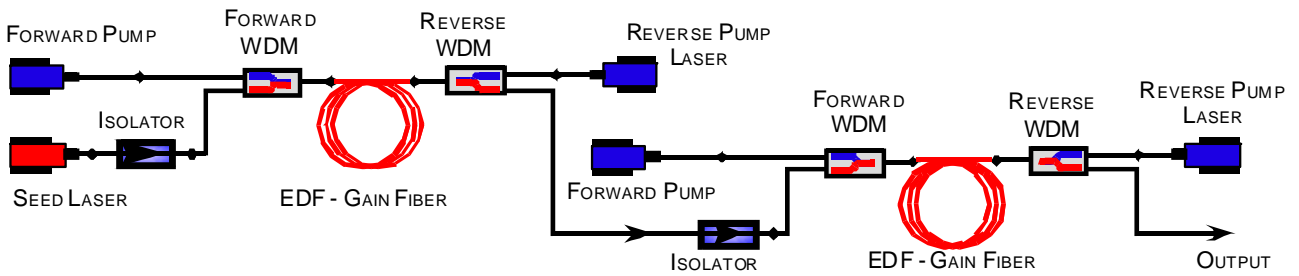 FORWARD PUMP
FORWARD
WDM
REVERSE
WDM
REVERSE PUMP
LASER
ISOLATOR
SEED LASER
EDF - GAIN FIBER
FORWARD
WDM
REVERSE
WDM
REVERSE PUMP
LASER
FORWARD PUMP
ISOLATOR
EDF - GAIN FIBER
OUTPUT